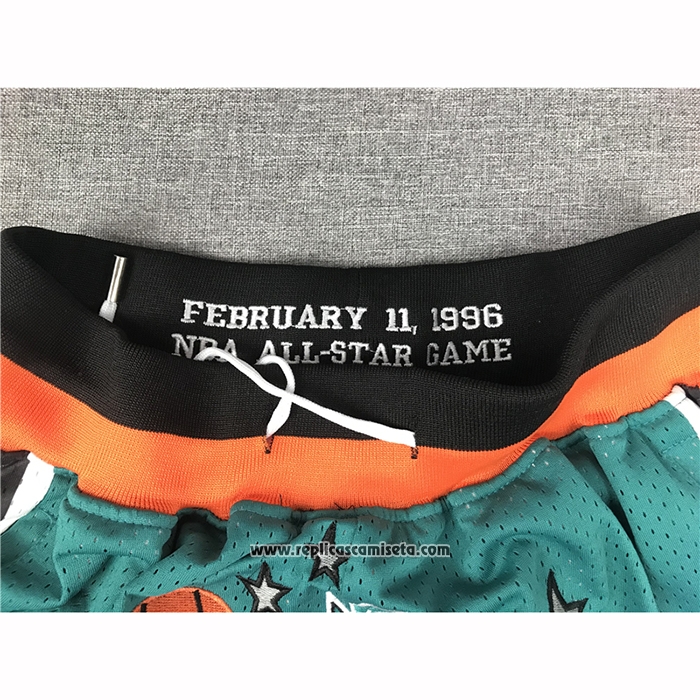 FEBRUARY 11, 1996
NBA ALL-STAR GAME
www.replicascamiseta.com